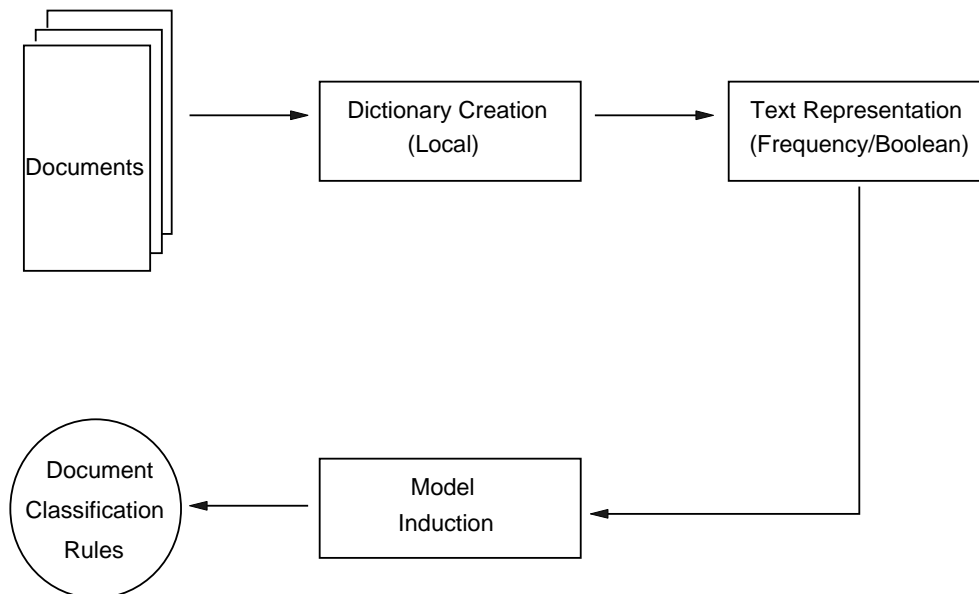 Documents
Dictionary Creation
(Local)
Text Representation
(Frequency/Boolean)
Model
Induction
Document
Classification
Rules